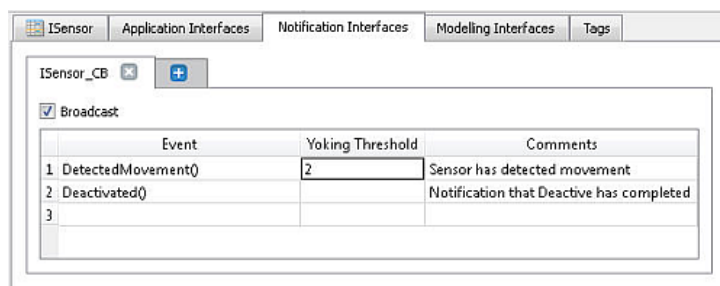 ISensor Application Interfaces Notification Interfaces Modelling Interfaces Tags
ISensor_CB
Broadcast
Event Yoking Threshold Comments
1 DetectedMovement() 2 Sensor has detected movement
2 Deactivated() Notification that Deactive has completed
3